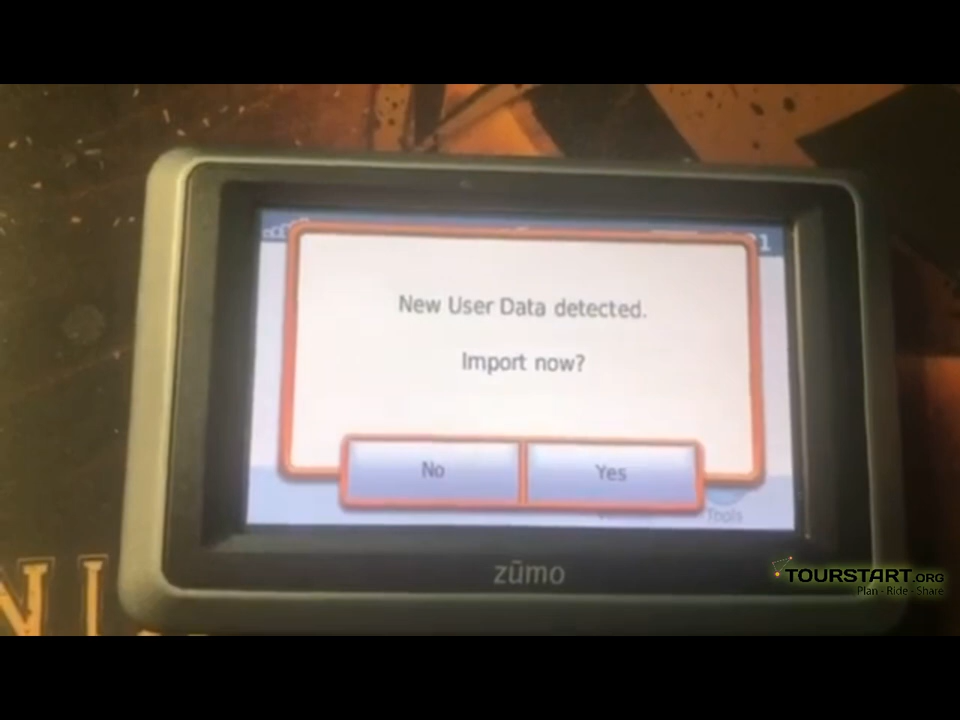 New User Data detected.
Import now?
No
Yes
Tools
zūmo
TOURSTART.ORG
Plan - Ride - Share